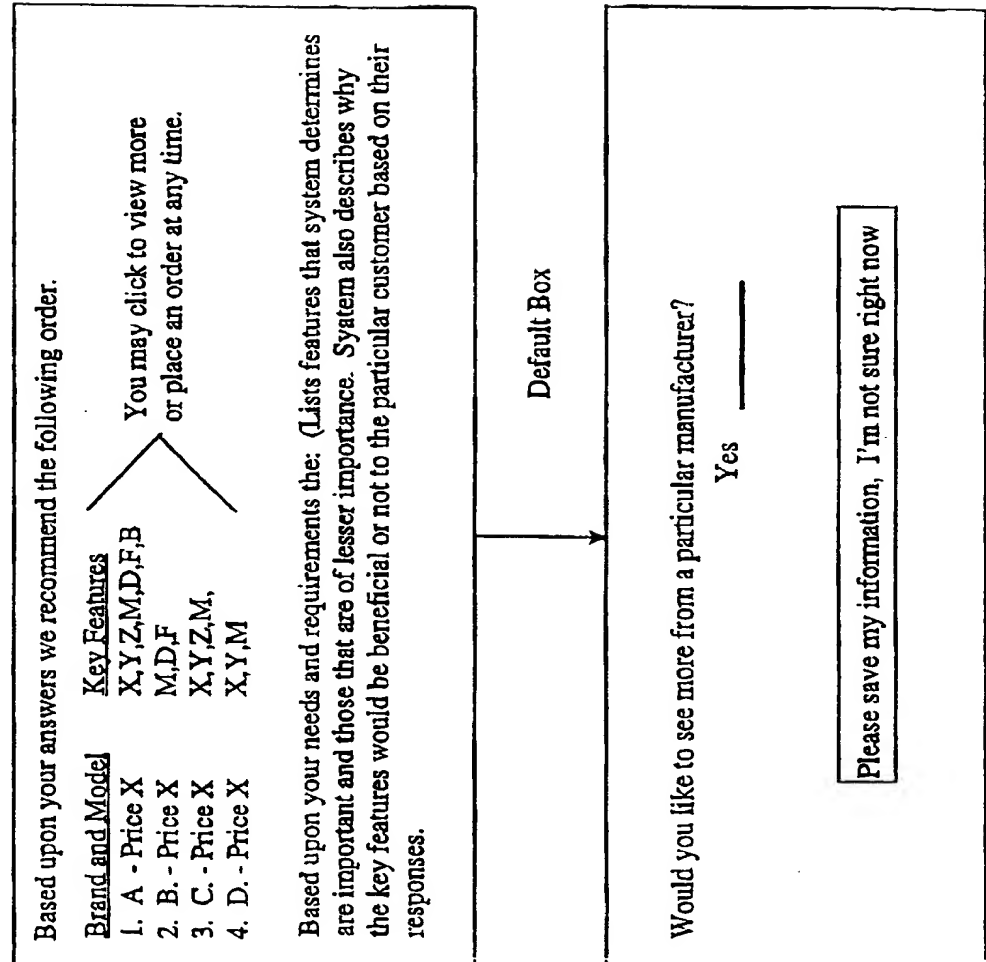 Based upon your answers we recommend the following order.
Brand and Model Key Features
1. A - Price X X,Y,Z,M,D,F,B
2. B. - Price X M,D,F
3. C. - Price X X,Y,Z,M,
4. D. - Price X X,Y,M
You may click to view more
or place an order at any time.
Based upon your needs and requirements the: (Lists features that system determines
are important and those that are of lesser importance. Syatem also describes why
the key features would be beneficial or not to the particular customer based on their
responses.
Default Box
Would you like to see more from a particular manufacturer?
Yes
Please save my information, I'm not sure right now